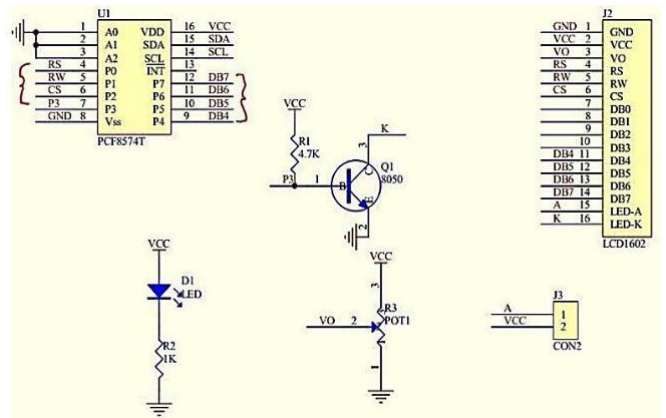 U1
1 A0 VDD 16 VCC
2 A1 SDA 15 SDA
3 A2 SCL 14 SCL
RS 4 P0 INT 13
RW 5 P1 P7 12 DB7
CS 6 P2 P6 11 DB6
P3 7 P3 P5 10 DB5
GND 8 Vss P4 9 DB4
PCF8574T
VCC
R1
4.7K
P3 1 B
K
3
C
Q1
8050
E
2
J2
GND 1 GND
VCC 2 VCC
VO 3 VO
RS 4 RS
RW 5 RW
CS 6 CS
7 DB0
8 DB1
9 DB2
10 DB3
DB4 11 DB4
DB5 12 DB5
DB6 13 DB6
DB7 14 DB7
A 15 LED-A
K 16 LED-K
LCD1602
VCC
D1
LED
R2
1K
VCC
3
R3
POT1
VO 2
1
J3
A 1
VCC 2
CON2